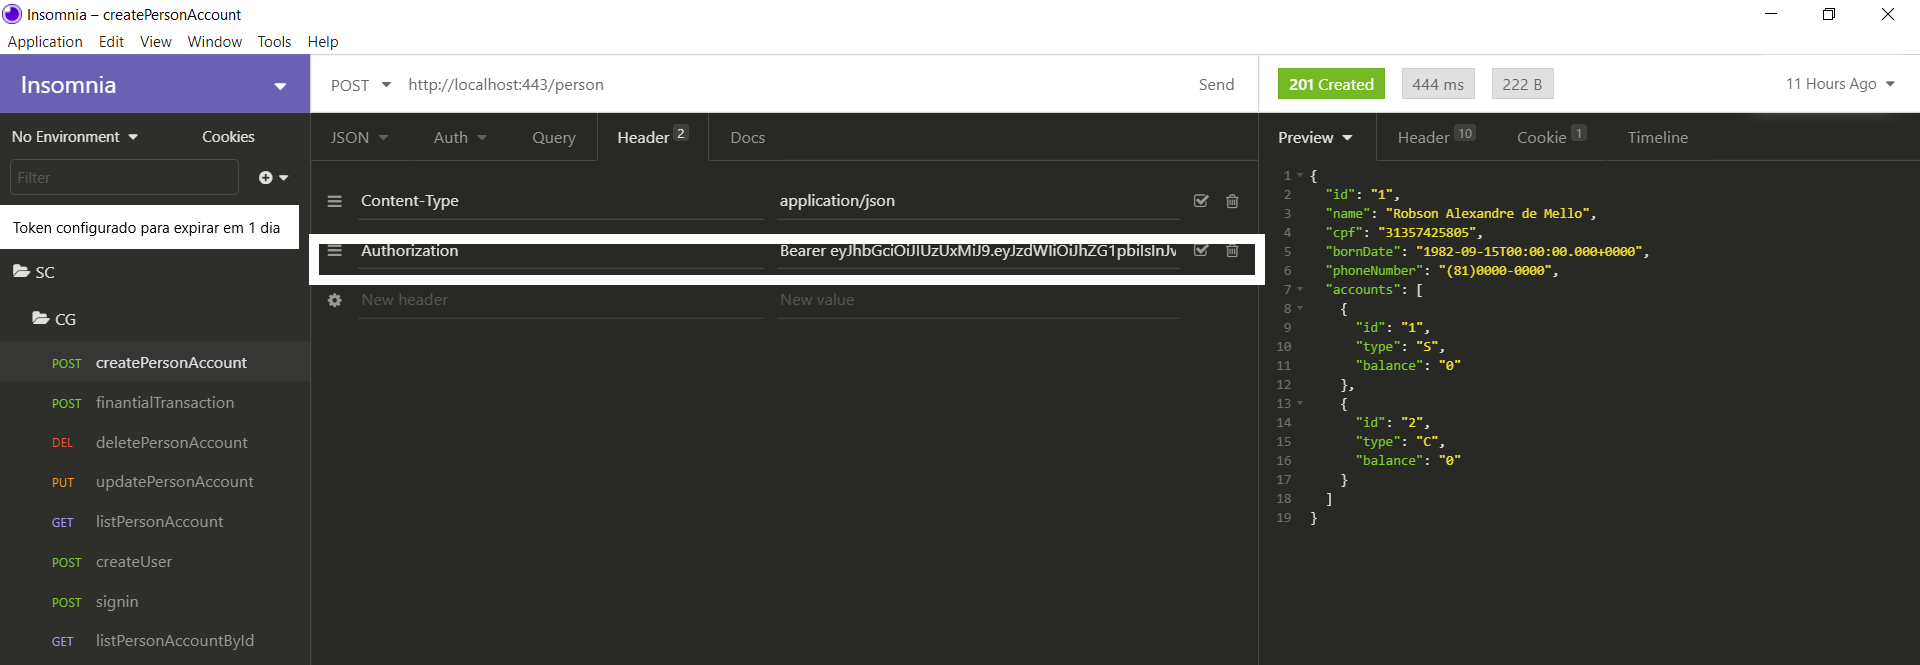 Insomnia – createPersonAccount
Application Edit View Window Tools Help
Insomnia
POST http://localhost:443/person Send
201 Created 444 ms 222 B 11 Hours Ago
No Environment Cookies
JSON Auth Query Header 2 Docs
Preview Header 10 Cookie 1 Timeline
Filter
Token configurado para expirar em 1 dia
SC
CG
POST createPersonAccount
POST finantialTransaction
DEL deletePersonAccount
PUT updatePersonAccount
GET listPersonAccount
POST createUser
POST signin
GET listPersonAccountById
Content-Type application/json
Authorization Bearer
New header New value
1 {
2 "id": "1",
3 "name": "Robson Alexandre de Mello",
4 "cpf": "31357425805",
5 "bornDate": "1982-09-15T00:00:00.000+0000",
6 "phoneNumber": "(81)0000-0000",
7 "accounts": [
8 {
9 "id": "1",
10 "type": "S",
11 "balance": "0"
12 },
13 {
14 "id": "2",
15 "type": "C",
16 "balance": "0"
17 }
18 ]
19 }